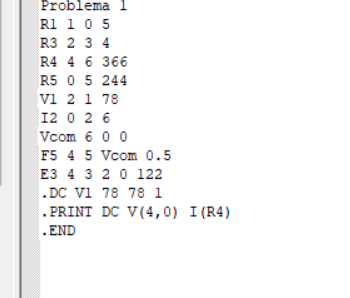 Problema 1
R1 1 0 5
R3 2 3 4
R4 4 6 366
R5 0 5 244
V1 2 1 78
I2 0 2 6
Vcom 6 0 0
F5 4 5 Vcom 0.5
E3 4 3 2 0 122
.DC V1 78 78 1
.PRINT DC V(4,0) I(R4)
.END